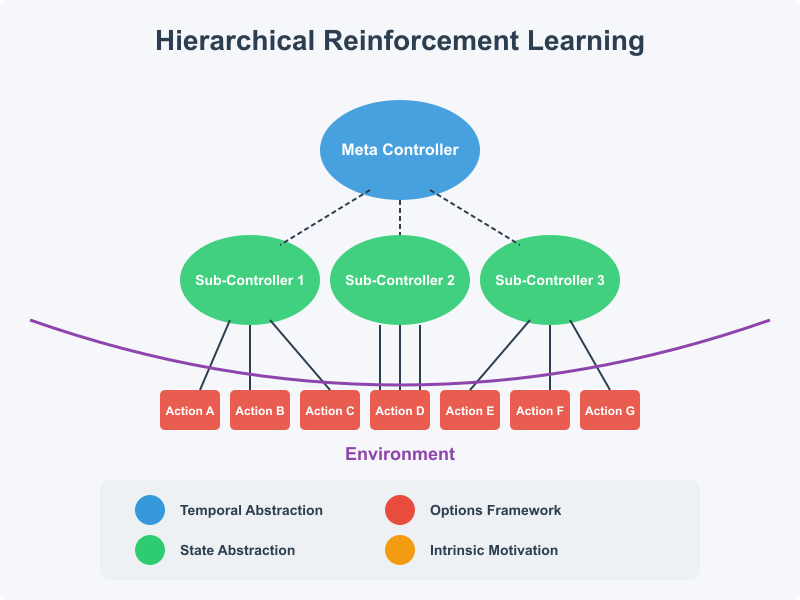 Hierarchical Reinforcement Learning
Meta Controller
Sub-Controller 1
Sub-Controller 2
Sub-Controller 3
Action A
Action B
Action C
Action D
Action E
Action F
Action G
Environment
Temporal Abstraction
Options Framework
State Abstraction
Intrinsic Motivation